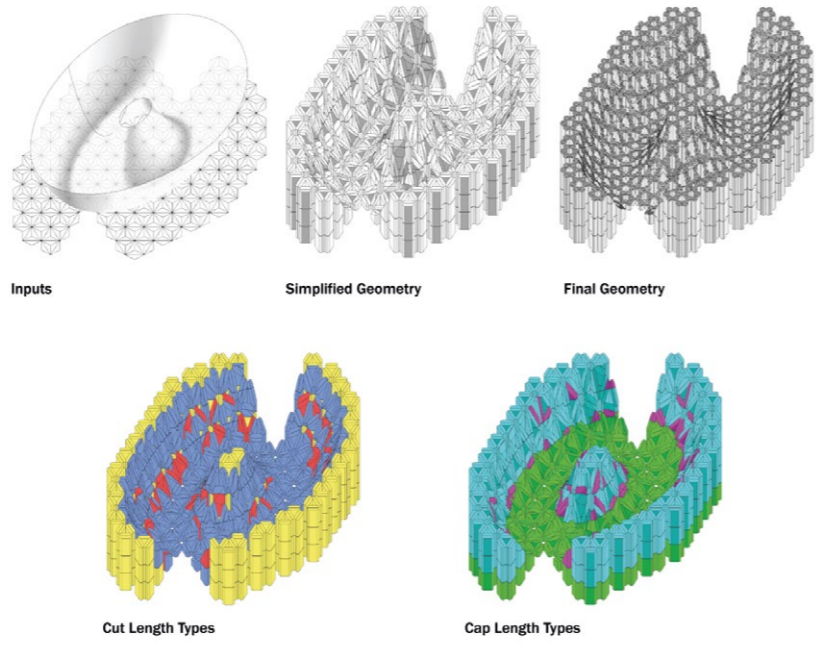 Inputs
Simplified Geometry
Final Geometry
Cut Length Types
Cap Length Types